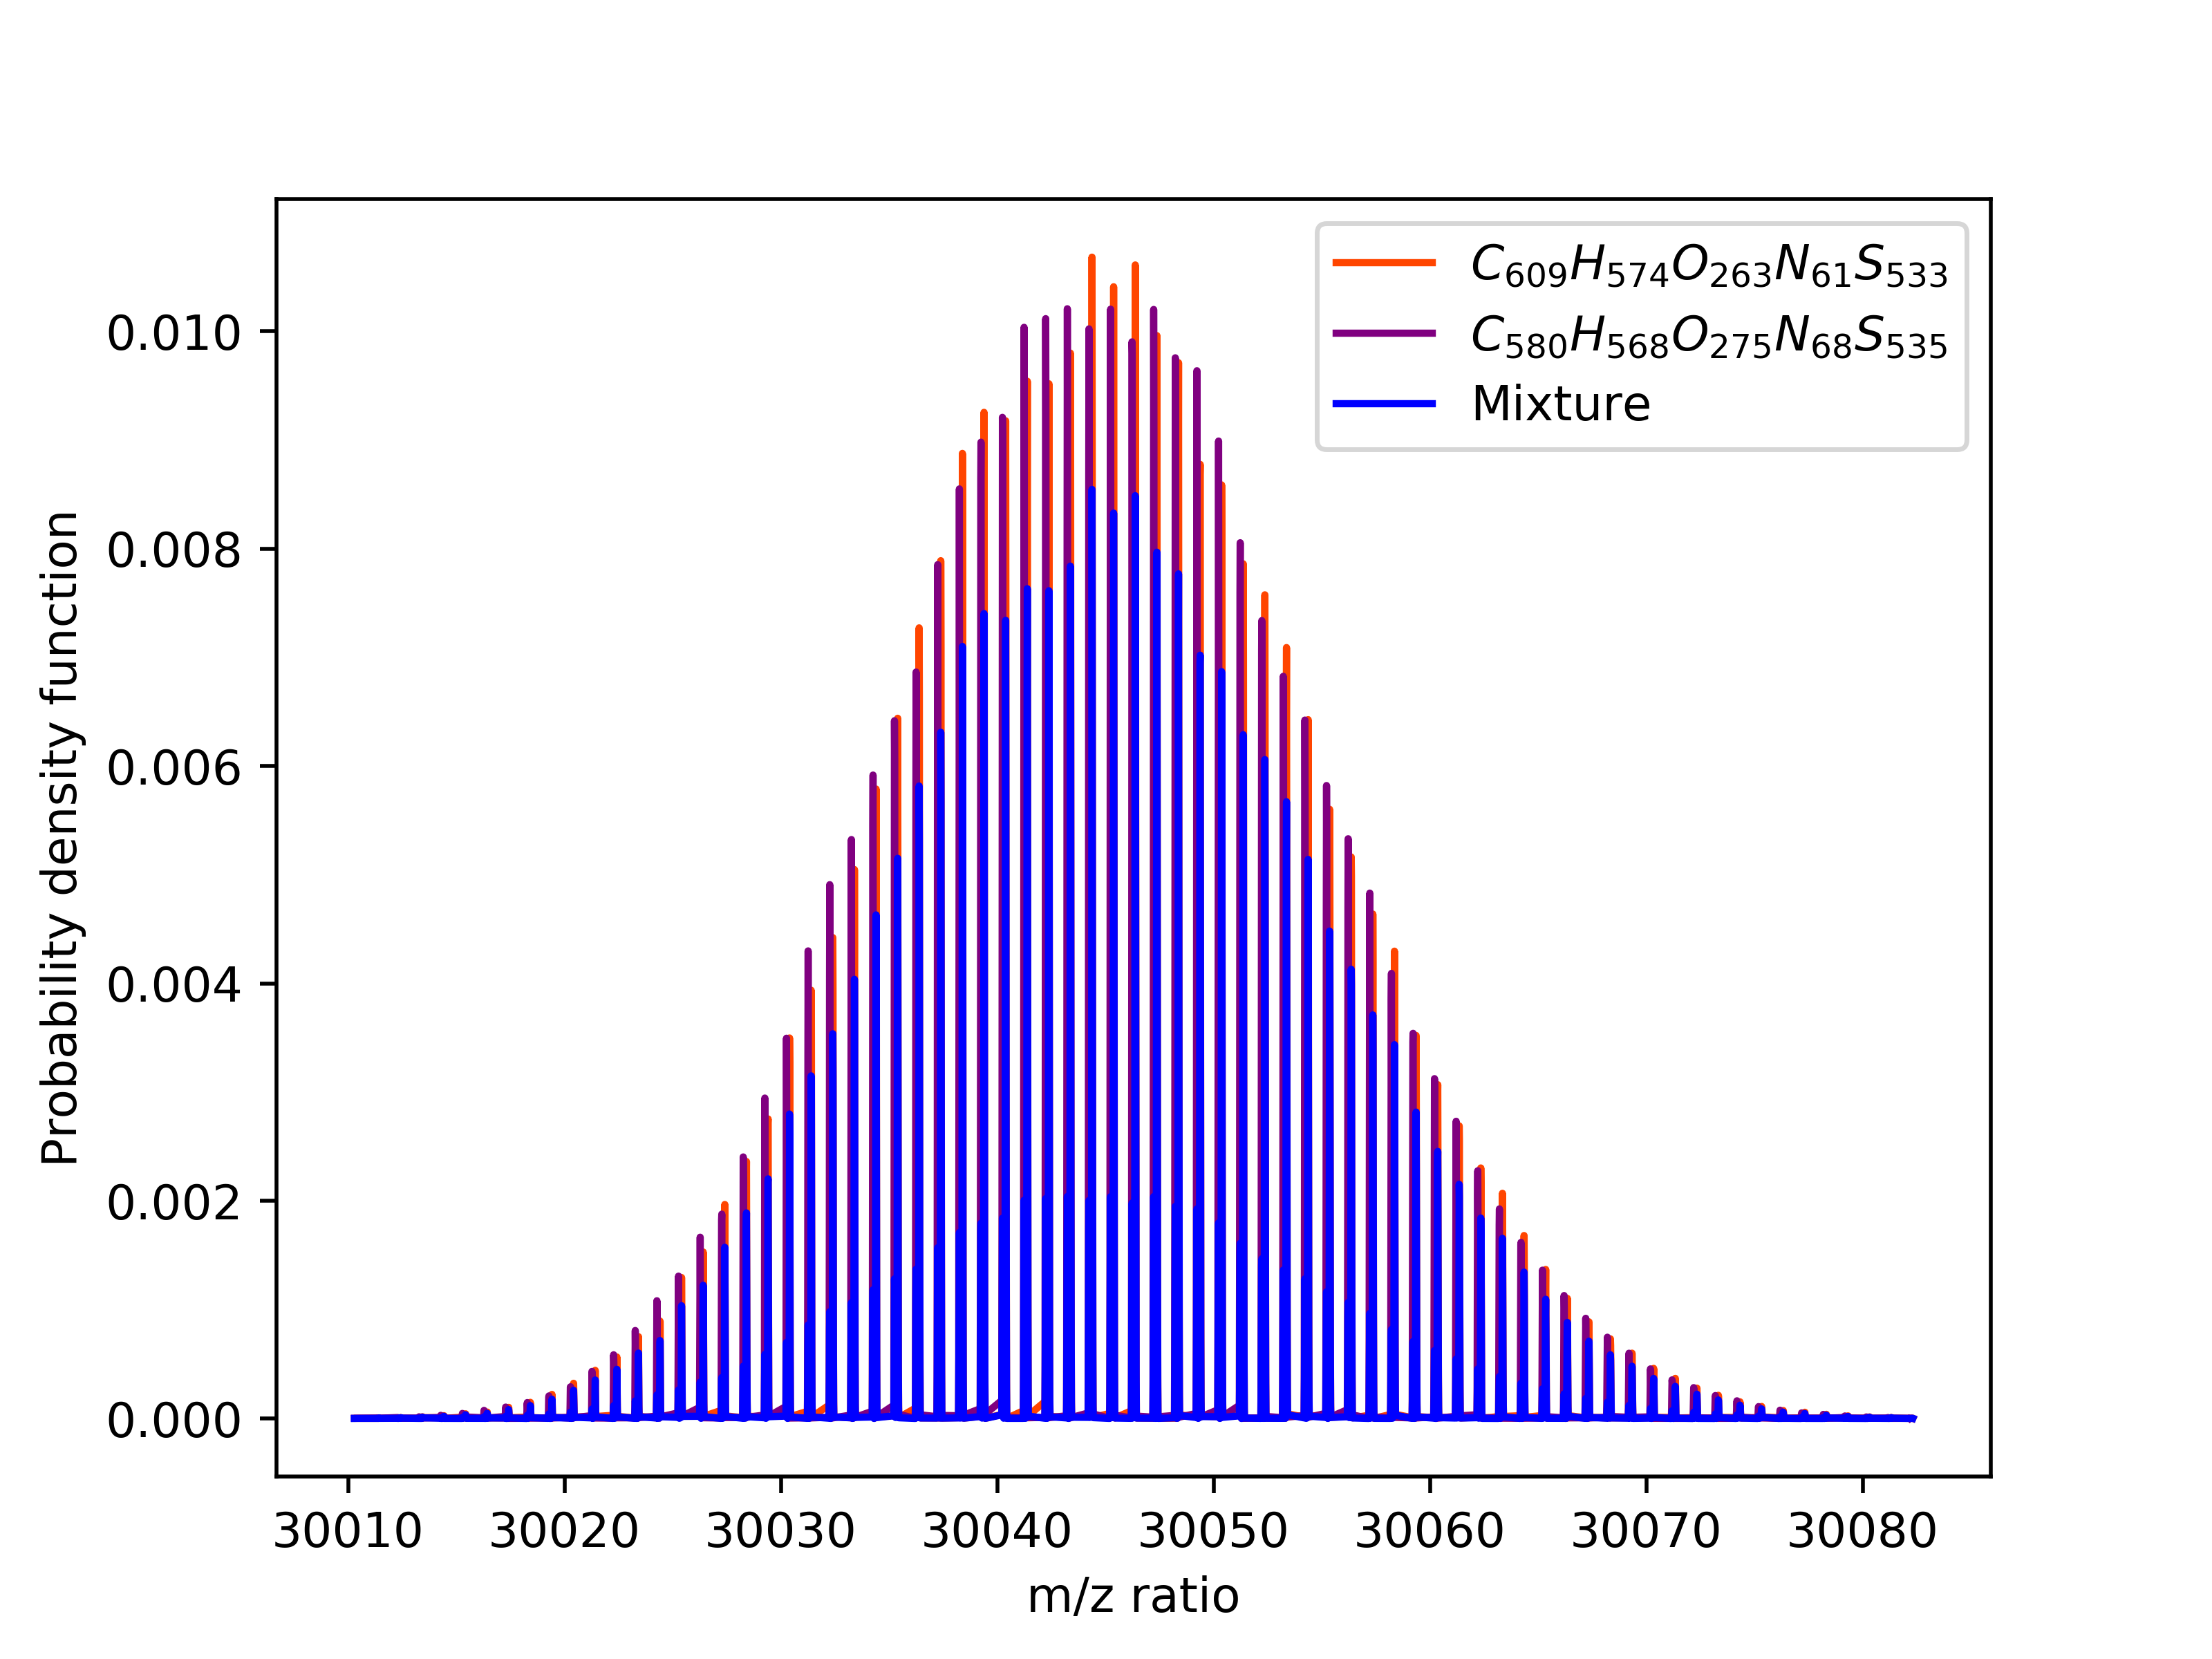 C₆₀₉H₅₇₄O₂₆₃N₆₁S₅₃₃
C₅₈₀H₅₆₈O₂₇₅N₆₈S₅₃₅
Mixture
0.010
0.008
0.006
0.004
0.002
0.000
Probability density function
30010 30020 30030 30040 30050 30060 30070 30080
m/z ratio